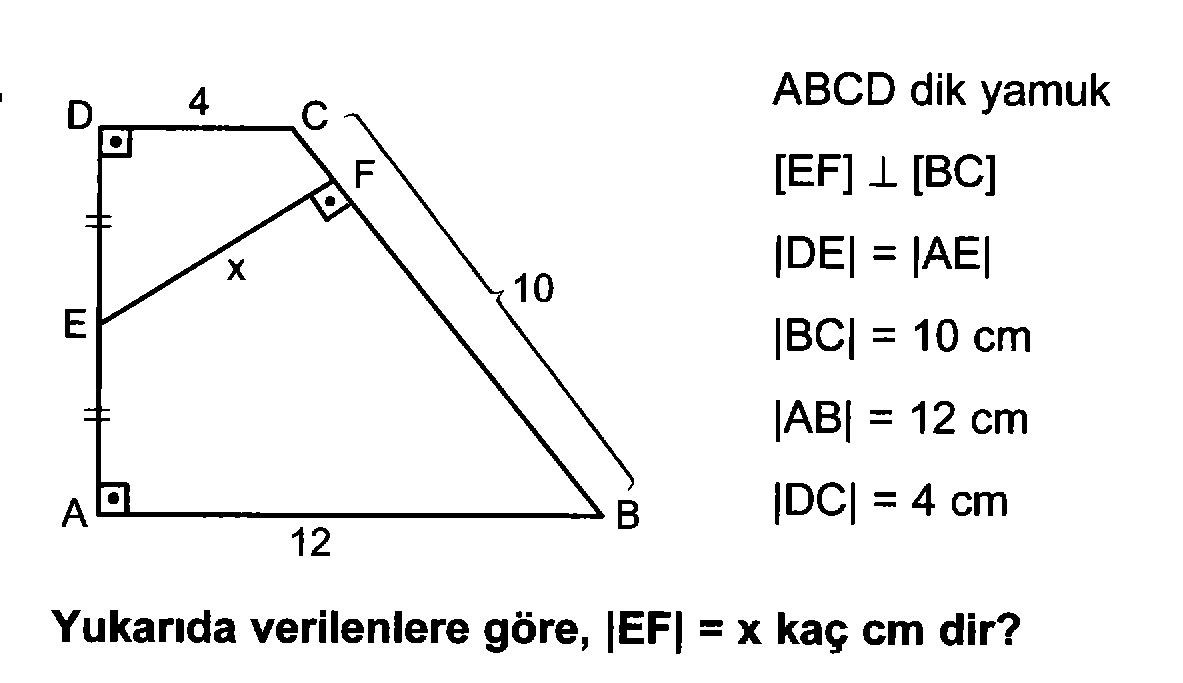 D 4 C
F
x
E
10
A
12
B
ABCD dik yamuk
[EF] ⊥ [BC]
|DE| = |AE|
|BC| = 10 cm
|AB| = 12 cm
|DC| = 4 cm
Yukarıda verilenlere göre, |EF| = x kaç cm dir?